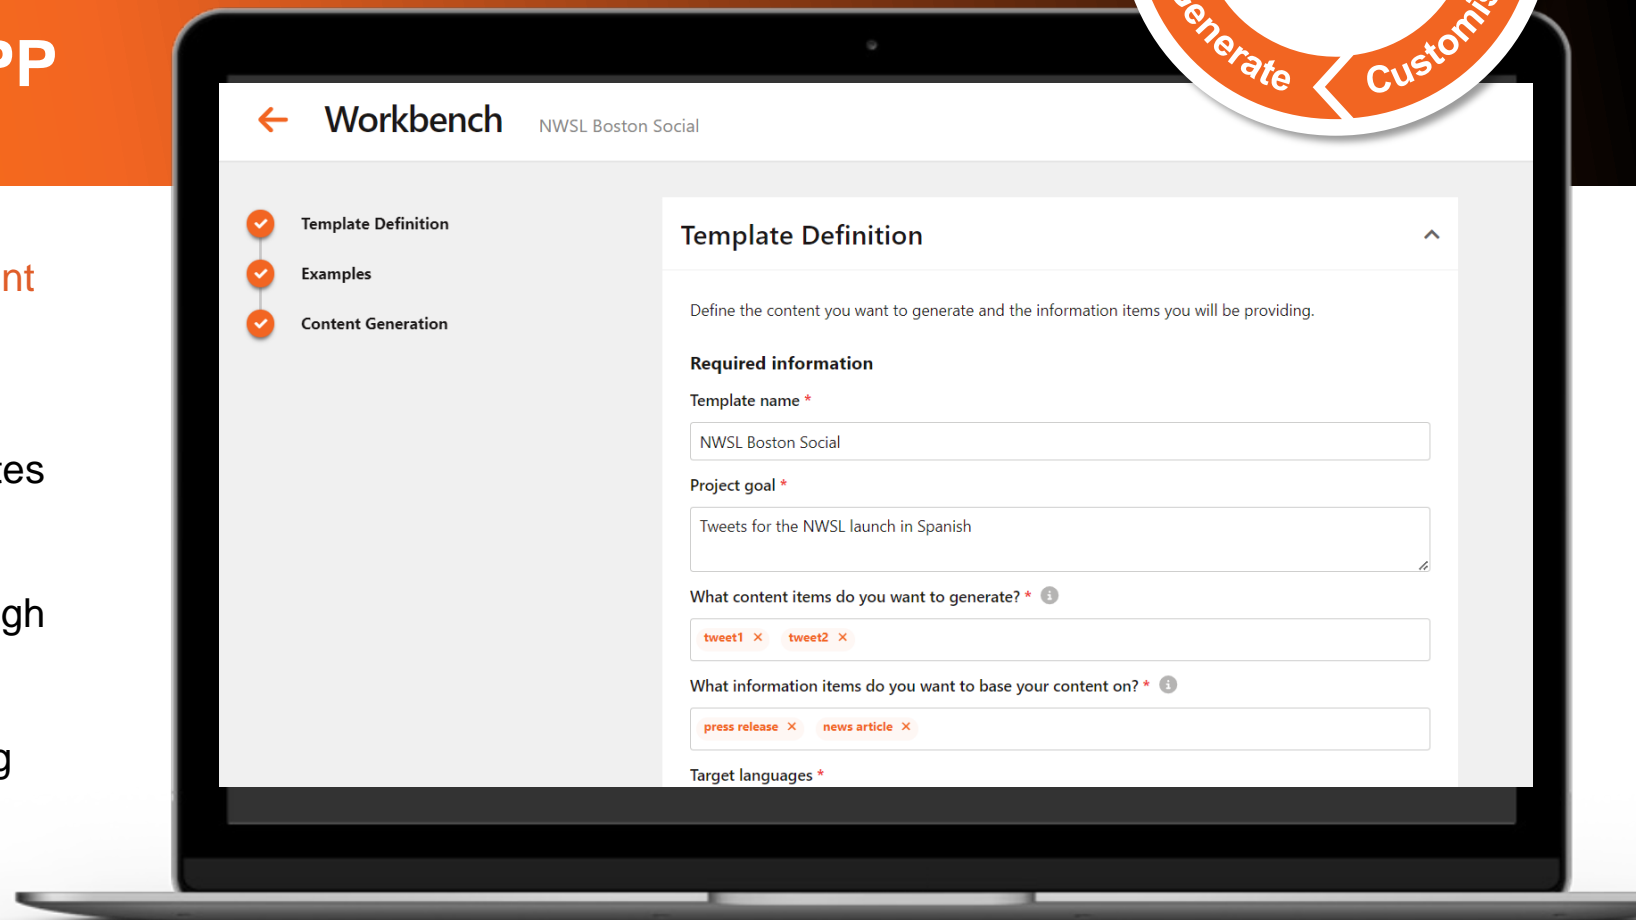 PP
Generate
Customis
Workbench
NWSL Boston Social
Template Definition
Examples
Content Generation
Template Definition
Define the content you want to generate and the information items you will be providing.
Required information
Template name *
NWSL Boston Social
Project goal *
Tweets for the NWSL launch in Spanish
What content items do you want to generate? *
tweet1 × tweet2 ×
What information items do you want to base your content on? *
press release × news article ×
Target languages *
nt
tes
gh
g